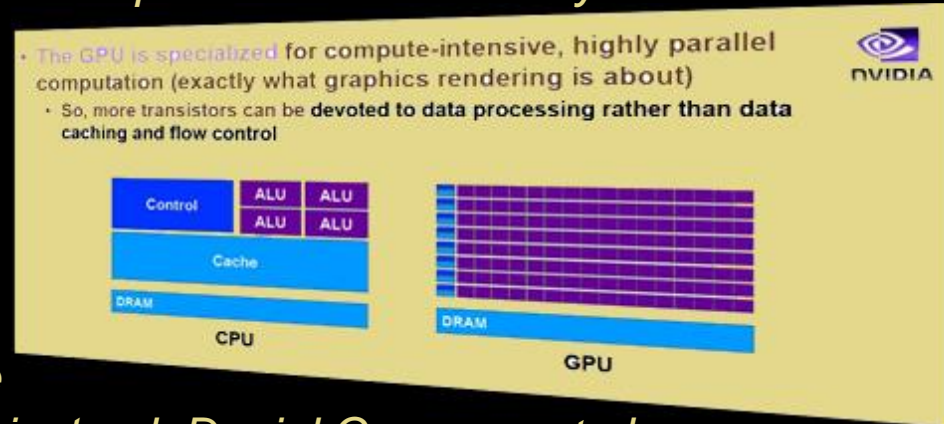 • The GPU is specialized for compute-intensive, highly parallel
computation (exactly what graphics rendering is about)
• So, more transistors can be devoted to data processing rather than data
caching and flow control
NVIDIA
Control
ALU ALU
ALU ALU
Cache
DRAM
CPU
DRAM
GPU